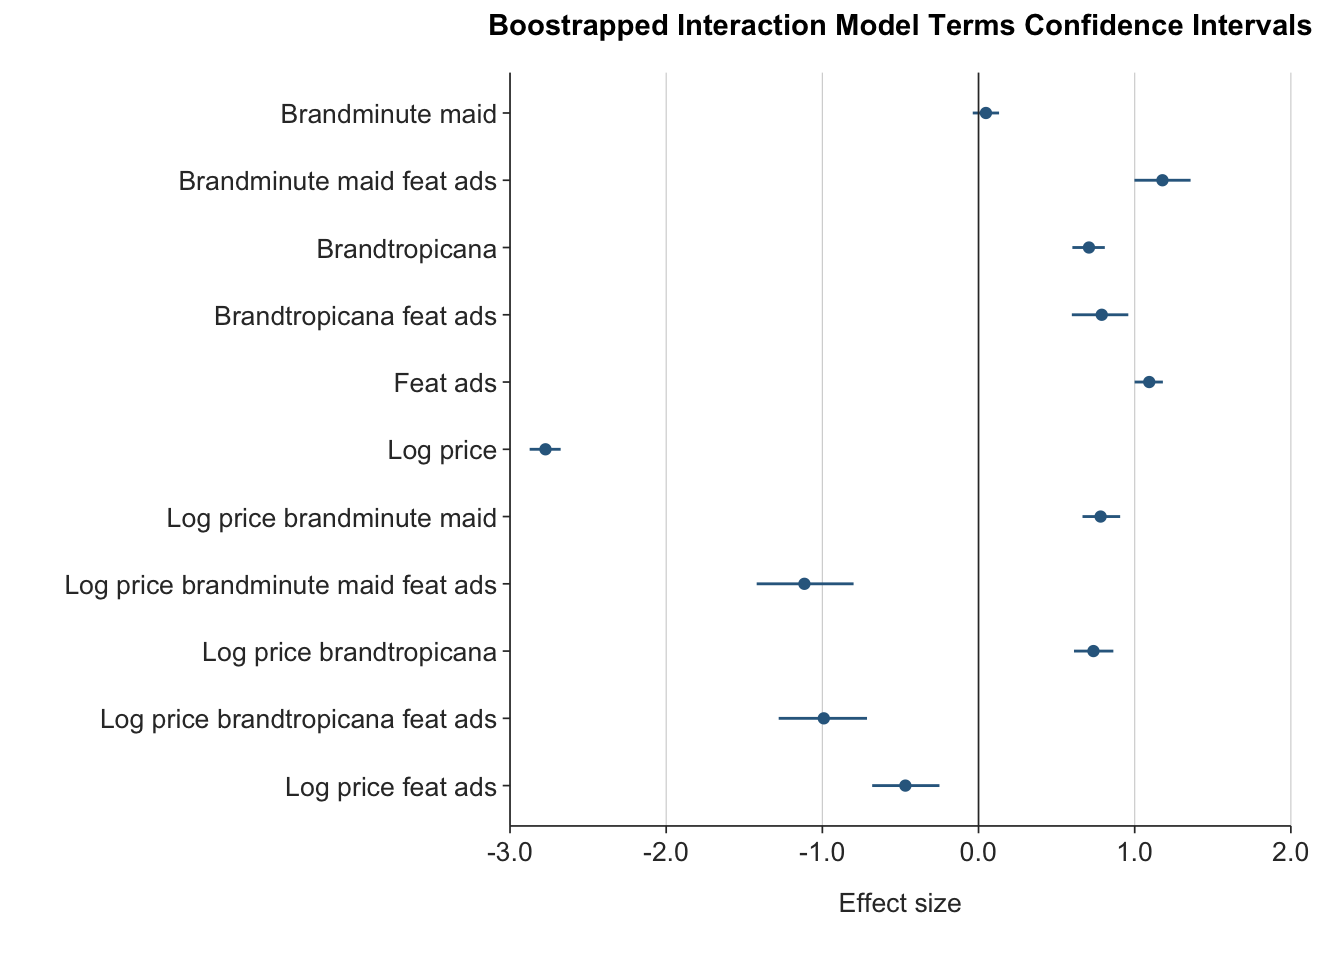 Boostrapped Interaction Model Terms Confidence Intervals
Brandminute maid
Brandminute maid feat ads
Brandtropicana
Brandtropicana feat ads
Feat ads
Log price
Log price brandminute maid
Log price brandminute maid feat ads
Log price brandtropicana
Log price brandtropicana feat ads
Log price feat ads
-3.0 -2.0 -1.0 0.0 1.0 2.0
Effect size